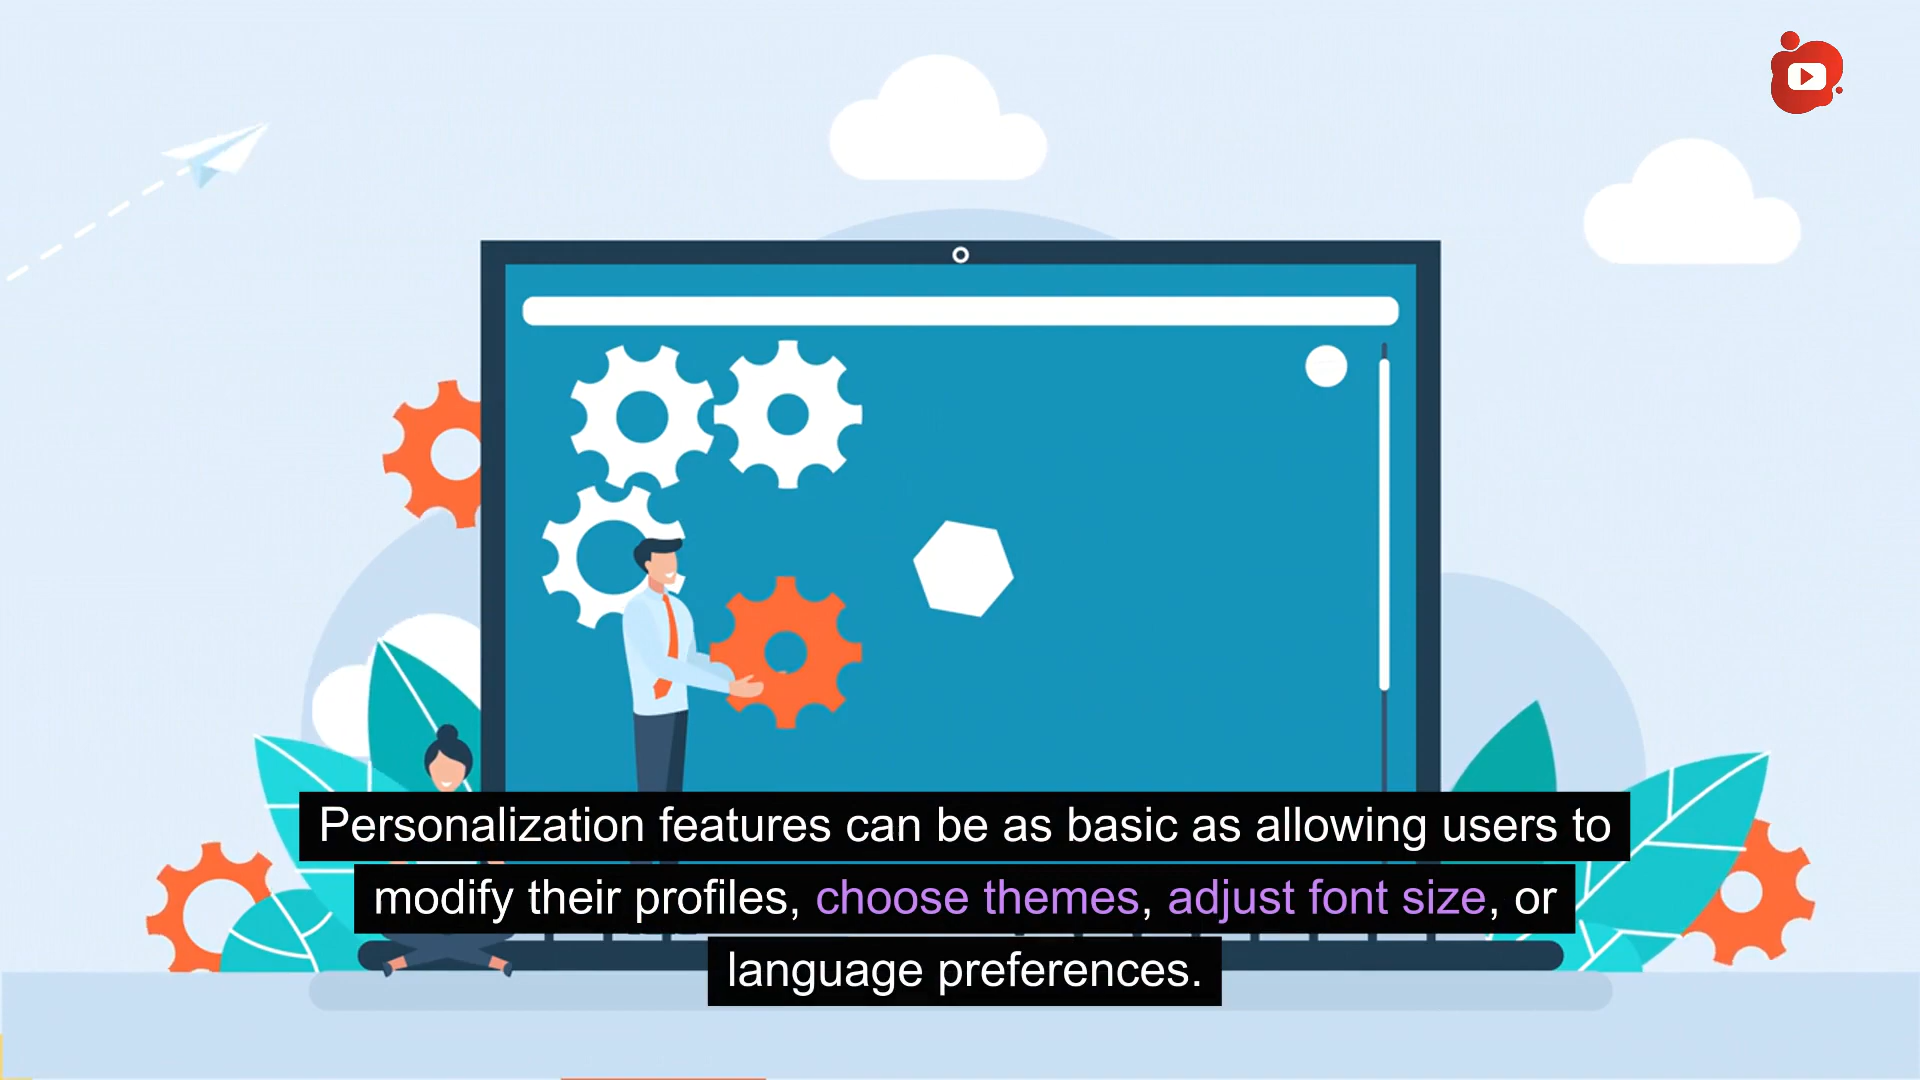 Personalization features can be as basic as allowing users to
modify their profiles, choose themes, adjust font size, or
language preferences.